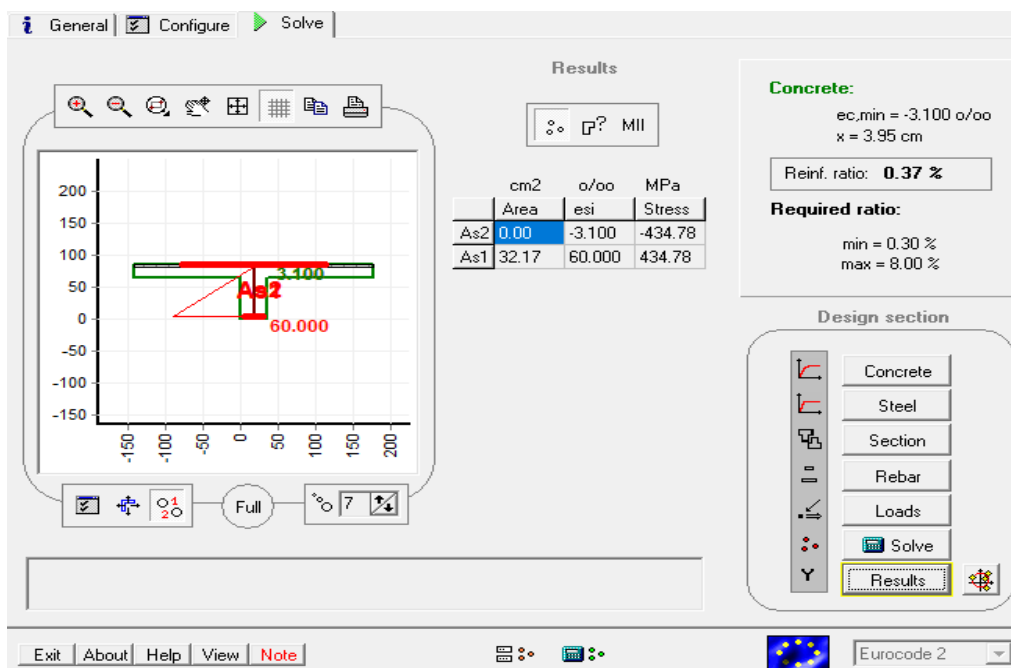 General Configure Solve
Results
MII
cm2 o/oo MPa
Area esi Stress
As2 0.00 -3.100 -434.78
As1 32.17 60.000 434.78
Concrete:
ec,min = -3.100 o/oo
x = 3.95 cm
Reinf. ratio: 0.37 %
Required ratio:
min = 0.30 %
max = 8.00 %
200
150
100
50
0
-50
-100
-150
-150 -100 -50 0 50 100 150 200
3.100
60.000
Full
7
Design section
Concrete
Steel
Section
Rebar
Loads
Solve
Results
Exit About Help View Note
Eurocode 2